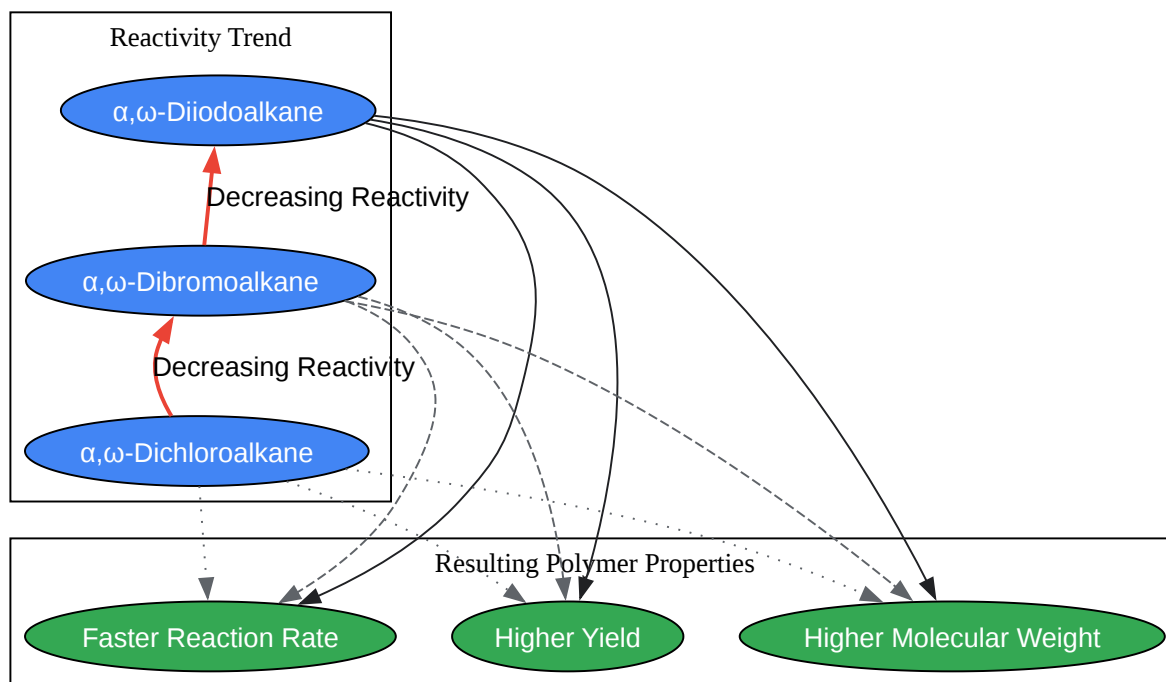 Reactivity Trend
α,ω-Diiodoalkane
Decreasing Reactivity
α,ω-Dibromoalkane
Decreasing Reactivity
α,ω-Dichloroalkane
Resulting Polymer Properties
Faster Reaction Rate
Higher Yield
Higher Molecular Weight